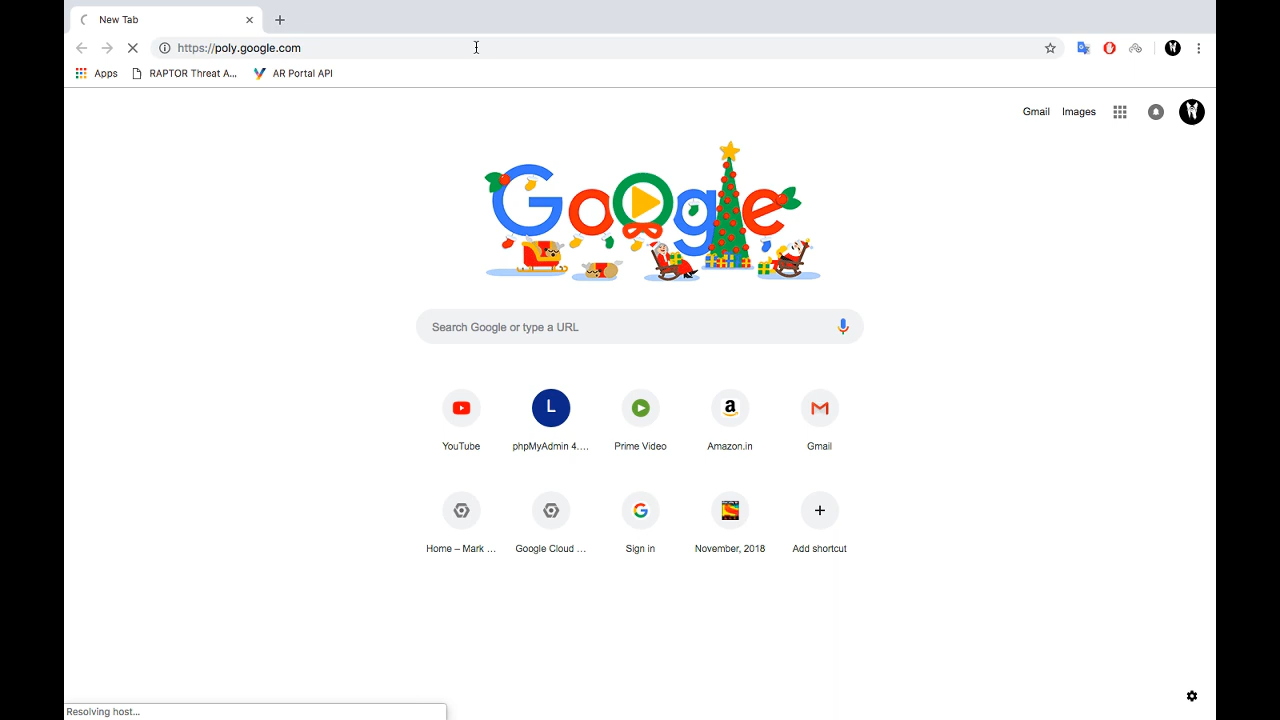 New Tab
https://poly.google.com
Apps
RAPTOR Threat A...
AR Portal API
Gmail
Images
Google
Search Google or type a URL
L
a
YouTube
phpMyAdmin 4....
Prime Video
Amazon.in
Gmail
G
Home – Mark ...
Google Cloud ...
Sign in
November, 2018
Add shortcut
Resolving host...